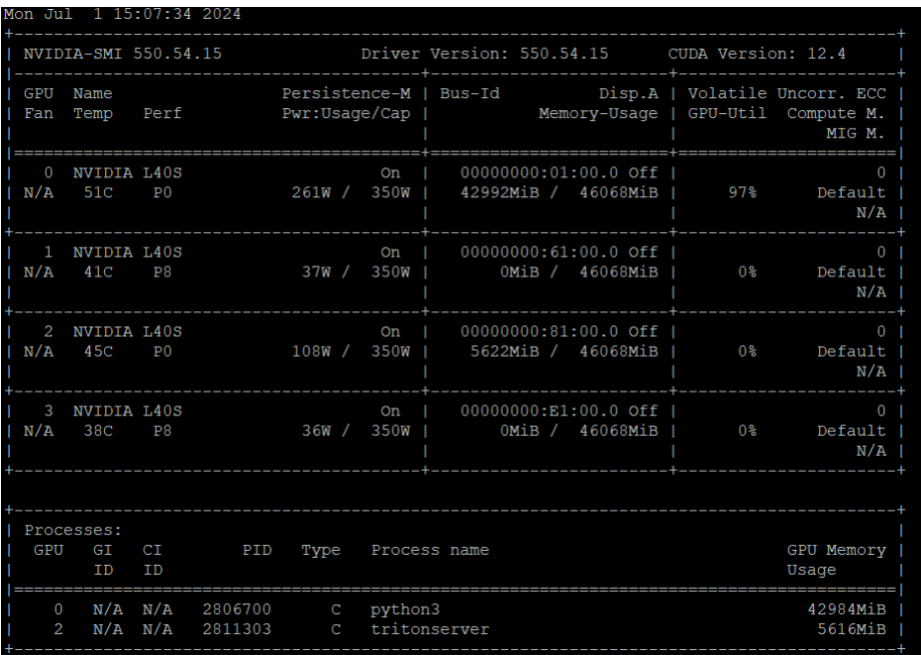 Mon Jul  1 15:07:34 2024
+-----------------------------------------------------------------------------------------+
| NVIDIA-SMI 550.54.15              Driver Version: 550.54.15      CUDA Version: 12.4     |
|-----------------------------------------+------------------------+----------------------+
| GPU  Name                 Persistence-M | Bus-Id          Disp.A | Volatile Uncorr. ECC |
| Fan  Temp   Perf          Pwr:Usage/Cap |           Memory-Usage | GPU-Util  Compute M. |
|                                         |                        |               MIG M. |
|=========================================+========================+======================|
|   0  NVIDIA L40S                    On  |   00000000:01:00.0 Off |                    0 |
| N/A   51C    P0            261W /  350W |   42992MiB /  46068MiB |     97%      Default |
|                                         |                        |                  N/A |
+-----------------------------------------+------------------------+----------------------+
|   1  NVIDIA L40S                    On  |   00000000:61:00.0 Off |                    0 |
| N/A   41C    P8             37W /  350W |       0MiB /  46068MiB |      0%      Default |
|                                         |                        |                  N/A |
+-----------------------------------------+------------------------+----------------------+
|   2  NVIDIA L40S                    On  |   00000000:81:00.0 Off |                    0 |
| N/A   45C    P0            108W /  350W |    5622MiB /  46068MiB |      0%      Default |
|                                         |                        |                  N/A |
+-----------------------------------------+------------------------+----------------------+
|   3  NVIDIA L40S                    On  |   00000000:E1:00.0 Off |                    0 |
| N/A   38C    P8             36W /  350W |       0MiB /  46068MiB |      0%      Default |
|                                         |                        |                  N/A |
+-----------------------------------------+------------------------+----------------------+

+-----------------------------------------------------------------------------------------+
| Processes:                                                                              |
|  GPU   GI   CI        PID   Type   Process name                              GPU Memory |
|        ID   ID                                                               Usage      |
|=========================================================================================|
|    0   N/A  N/A   2806700      C   python3                                     42984MiB |
|    2   N/A  N/A   2811303      C   tritonserver                                 5616MiB |
+-----------------------------------------------------------------------------------------+